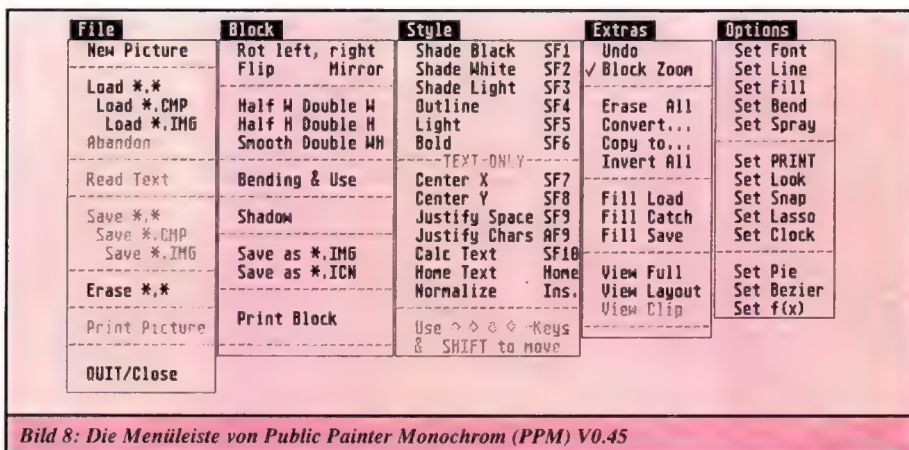 File
New Picture
Load *.*
Load *.CMP
Load *.IMG
Abandon
Read Text
Save *.*
Save *.CMP
Save *.IMG
Erase *.*
Print Picture
QUIT/Close
Block
Rot left, right
Flip Mirror
Half W Double W
Half H Double H
Smooth Double WH
Bending & Use
Shadow
Save as *.IMG
Save as *.ICN
Print Block
Style
Shade Black SF1
Shade White SF2
Shade Light SF3
Outline SF4
Light SF5
Bold SF6
---TEXT-ONLY---
Center X SF7
Center Y SF8
Justify Space SF9
Justify Chars AF9
Calc Text SF10
Home Text Home
Normalize Ins.
Use ⇧ ⇨ ⇩ ⇦ -Keys
& SHIFT to move
Extras
Undo
✓ Block Zoom
Erase All
Convert...
Copy to...
Invert All
Fill Load
Fill Catch
Fill Save
View Full
View Layout
View Clip
Options
Set Font
Set Line
Set Fill
Set Bend
Set Spray
Set PRINT
Set Look
Set Snap
Set Lasso
Set Clock
Set Pie
Set Bezier
Set f(x)
Bild 8: Die Menüleiste von Public Painter Monochrom (PPM) V0.45